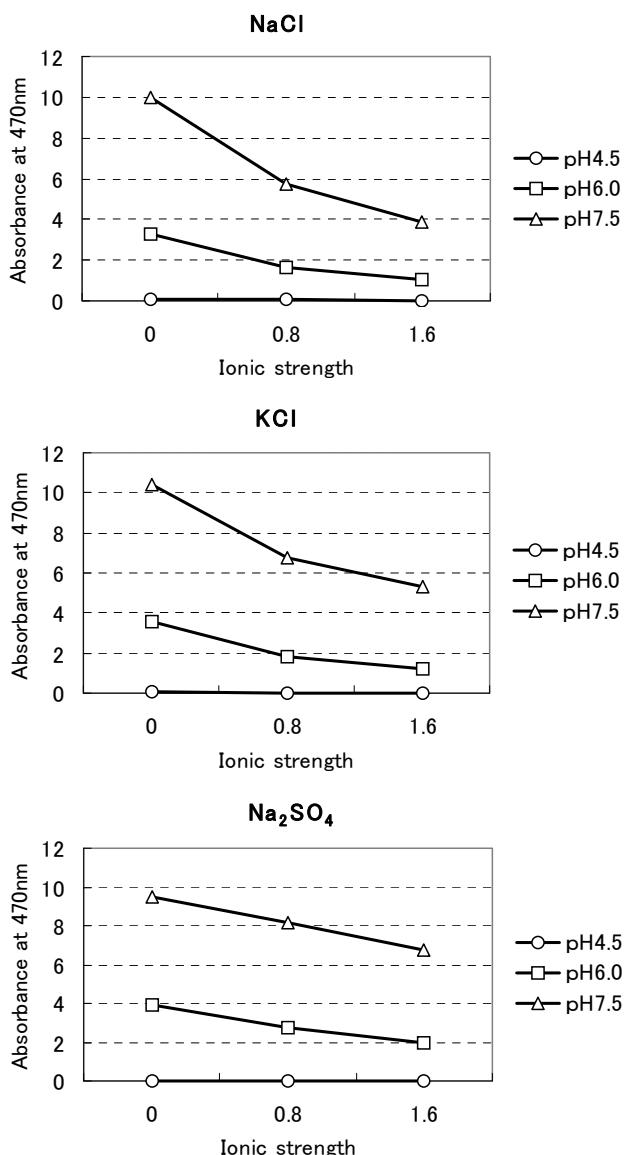 NaCl
12
10
8
6
4
2
0
Absorbance at 470nm
0 0.8 1.6
Ionic strength
pH4.5
pH6.0
pH7.5
KCl
12
10
8
6
4
2
0
Absorbance at 470nm
0 0.8 1.6
Ionic strength
pH4.5
pH6.0
pH7.5
Na₂SO₄
12
10
8
6
4
2
0
Absorbance at 470nm
0 0.8 1.6
Ionic strength
pH4.5
pH6.0
pH7.5